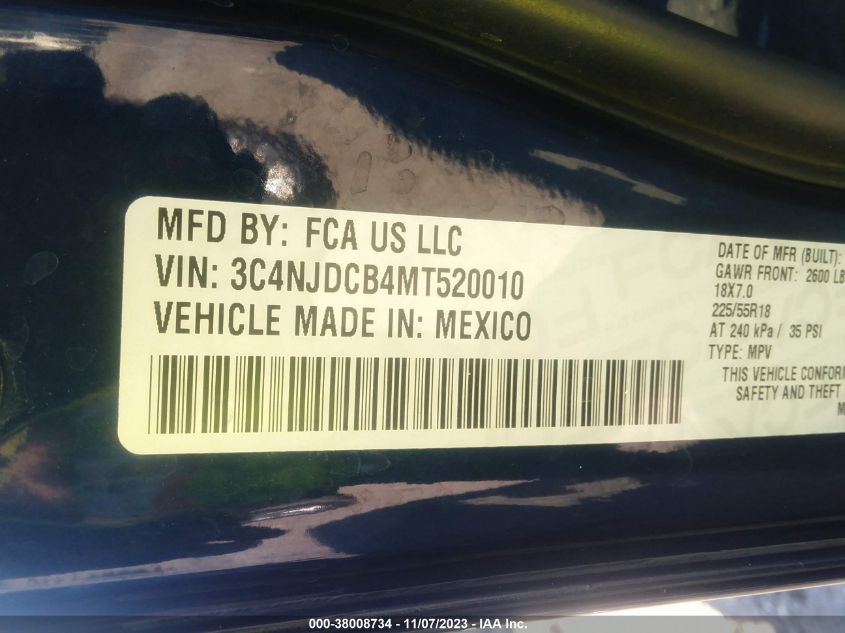 MFD BY: FCA US LLC
VIN: 3C4NJDCB4MT520010
VEHICLE MADE IN: MEXICO
DATE OF MFR (BUILT):
GAWR FRONT: 2600 LB
18X7.0
225/55R18
AT 240 kPa / 35 PSI
TYPE: MPV
THIS VEHICLE CONFORM
SAFETY AND THEFT
M
000-38008734 - 11/07/2023 - IAA Inc.